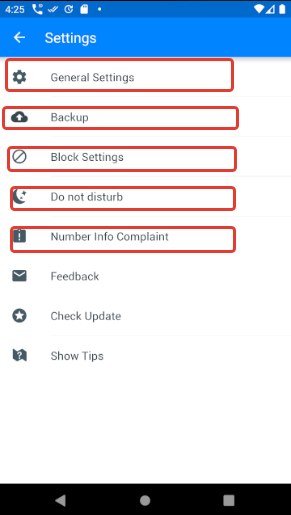 4:25
Settings
General Settings
Backup
Block Settings
Do not disturb
Number Info Complaint
Feedback
Check Update
Show Tips